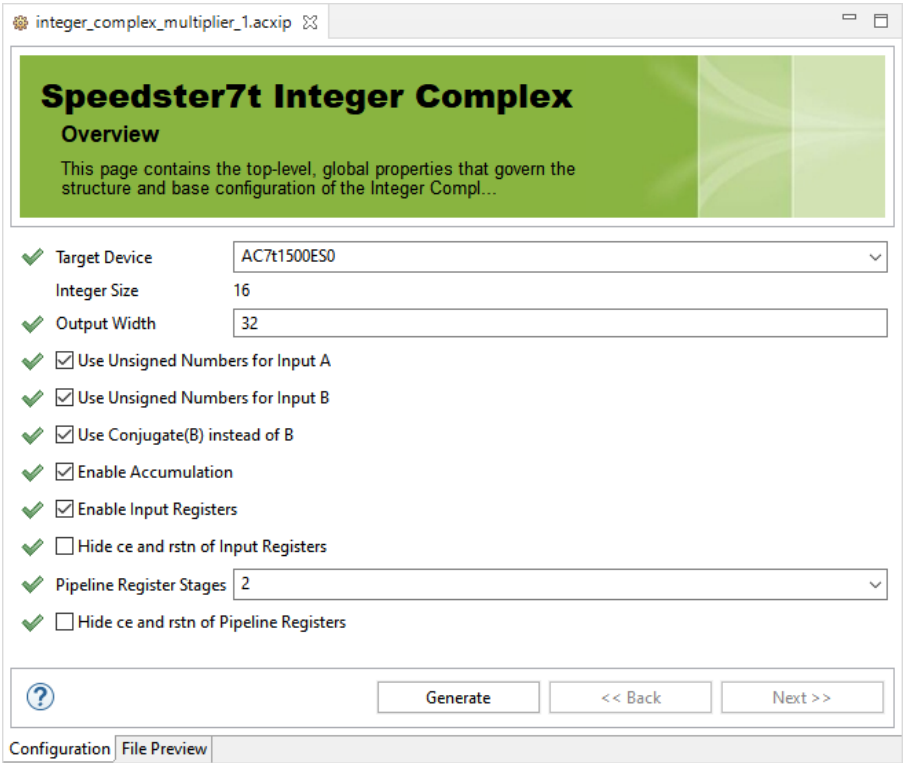 integer_complex_multiplier_1.acxip
Speedster7t Integer Complex
Overview
This page contains the top-level, global properties that govern the
structure and base configuration of the Integer Compl...
Target Device AC7t1500ES0
Integer Size 16
Output Width 32
Use Unsigned Numbers for Input A
Use Unsigned Numbers for Input B
Use Conjugate(B) instead of B
Enable Accumulation
Enable Input Registers
Hide ce and rstn of Input Registers
Pipeline Register Stages 2
Hide ce and rstn of Pipeline Registers
? Generate << Back Next >>
Configuration File Preview